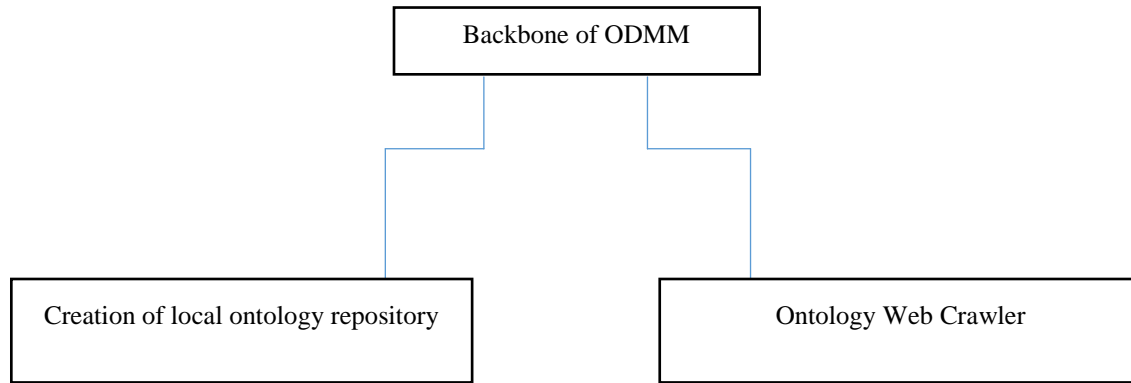 Backbone of ODMM
Creation of local ontology repository
Ontology Web Crawler